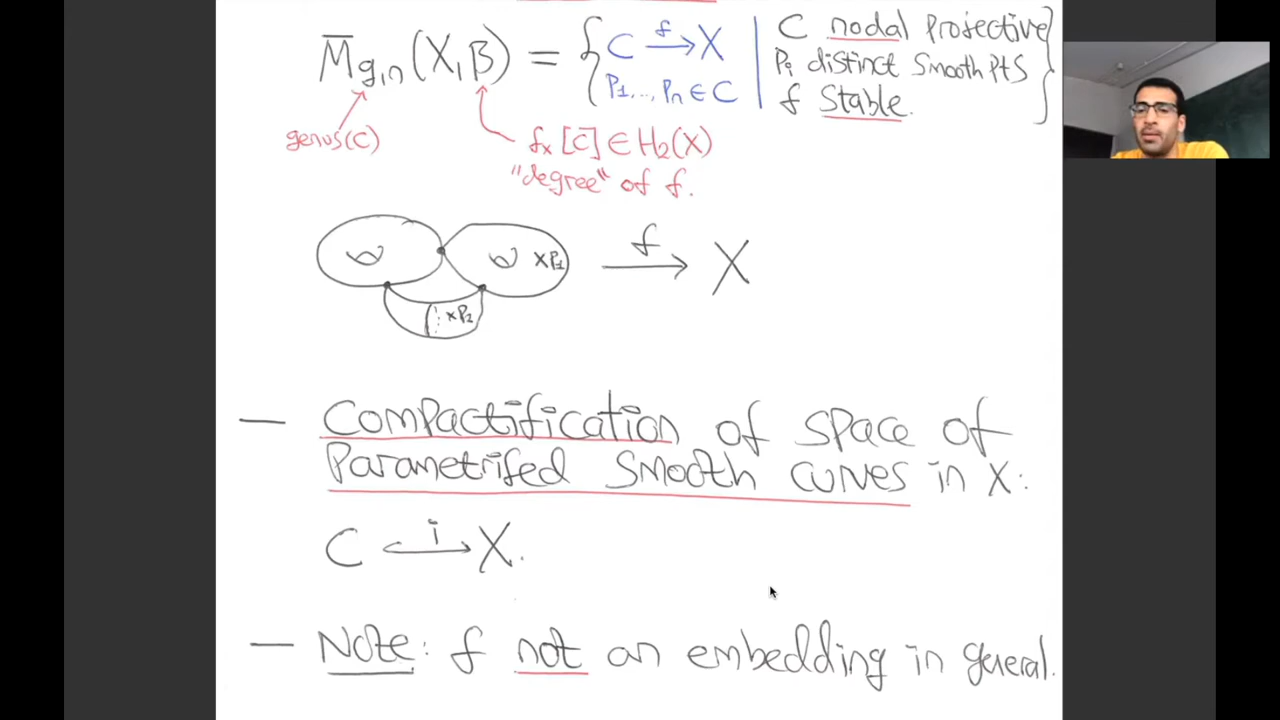 M̄g,n(X,β) = { C →f X | C nodal projective
P1,..,Pn ∈ C | Pi distinct smooth pts
f stable. }
genus(C)
f* [C] ∈ H2(X)
"degree" of f.
xP1
xP2
f
X
— Compactification of space of
Parametrised smooth curves in X:
C ↪i X.
— Note: f not an embedding in general.